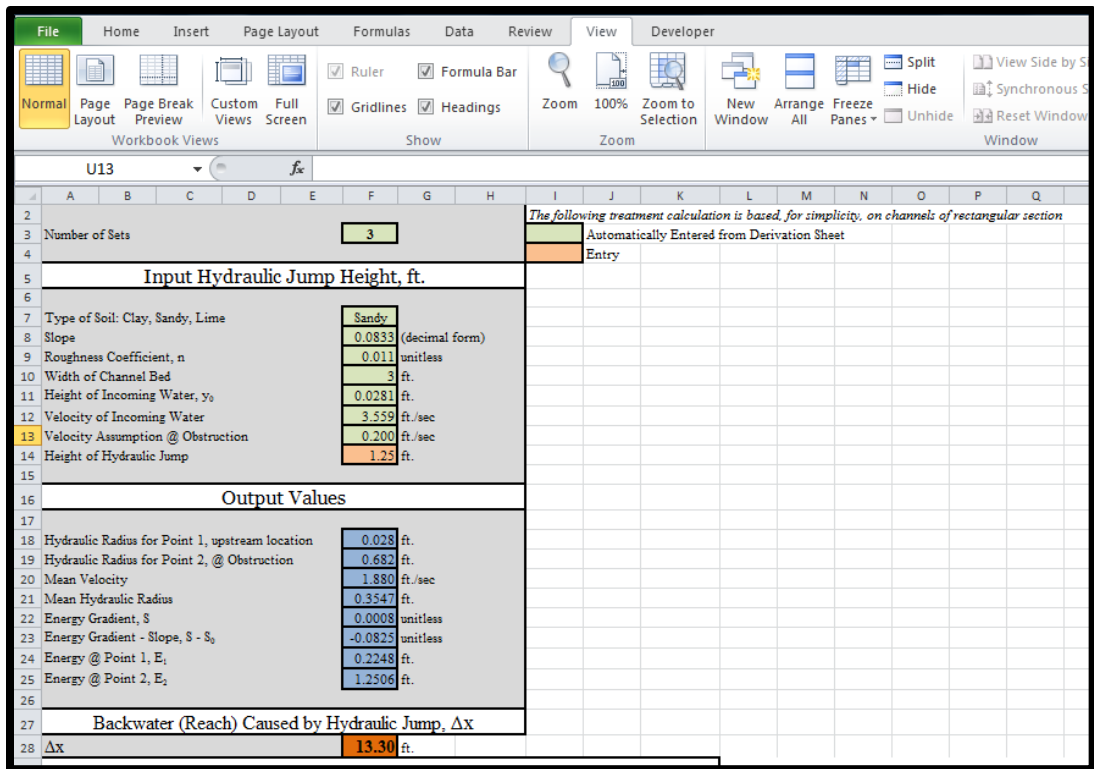 File Home Insert Page Layout Formulas Data Review View Developer
Normal Page Layout Page Break Preview Custom Views Full Screen
Workbook Views
Ruler Formula Bar
Gridlines Headings
Show
Zoom 100% Zoom to Selection
Zoom
New Window Arrange All Freeze Panes
Split
Hide
Unhide
View Side by Si
Synchronous S
Reset Window
Window
U13 fx
A B C D E F G H I J K L M N O P Q
2 The following treatment calculation is based, for simplicity, on channels of rectangular section
3 Number of Sets 3 Automatically Entered from Derivation Sheet
4 Entry
5 Input Hydraulic Jump Height, ft.
6
7 Type of Soil: Clay, Sandy, Lime Sandy
8 Slope 0.0833 (decimal form)
9 Roughness Coefficient, n 0.011 unitless
10 Width of Channel Bed 3 ft.
11 Height of Incoming Water, y₀ 0.0281 ft.
12 Velocity of Incoming Water 3.559 ft./sec
13 Velocity Assumption @ Obstruction 0.200 ft./sec
14 Height of Hydraulic Jump 1.25 ft.
15
16 Output Values
17
18 Hydraulic Radius for Point 1, upstream location 0.028 ft.
19 Hydraulic Radius for Point 2, @ Obstruction 0.682 ft.
20 Mean Velocity 1.880 ft./sec
21 Mean Hydraulic Radius 0.3547 ft.
22 Energy Gradient, S 0.0008 unitless
23 Energy Gradient - Slope, S - S₀ -0.0825 unitless
24 Energy @ Point 1, E₁ 0.2248 ft.
25 Energy @ Point 2, E₂ 1.2506 ft.
26
27 Backwater (Reach) Caused by Hydraulic Jump, Δx
28 Δx 13.30 ft.